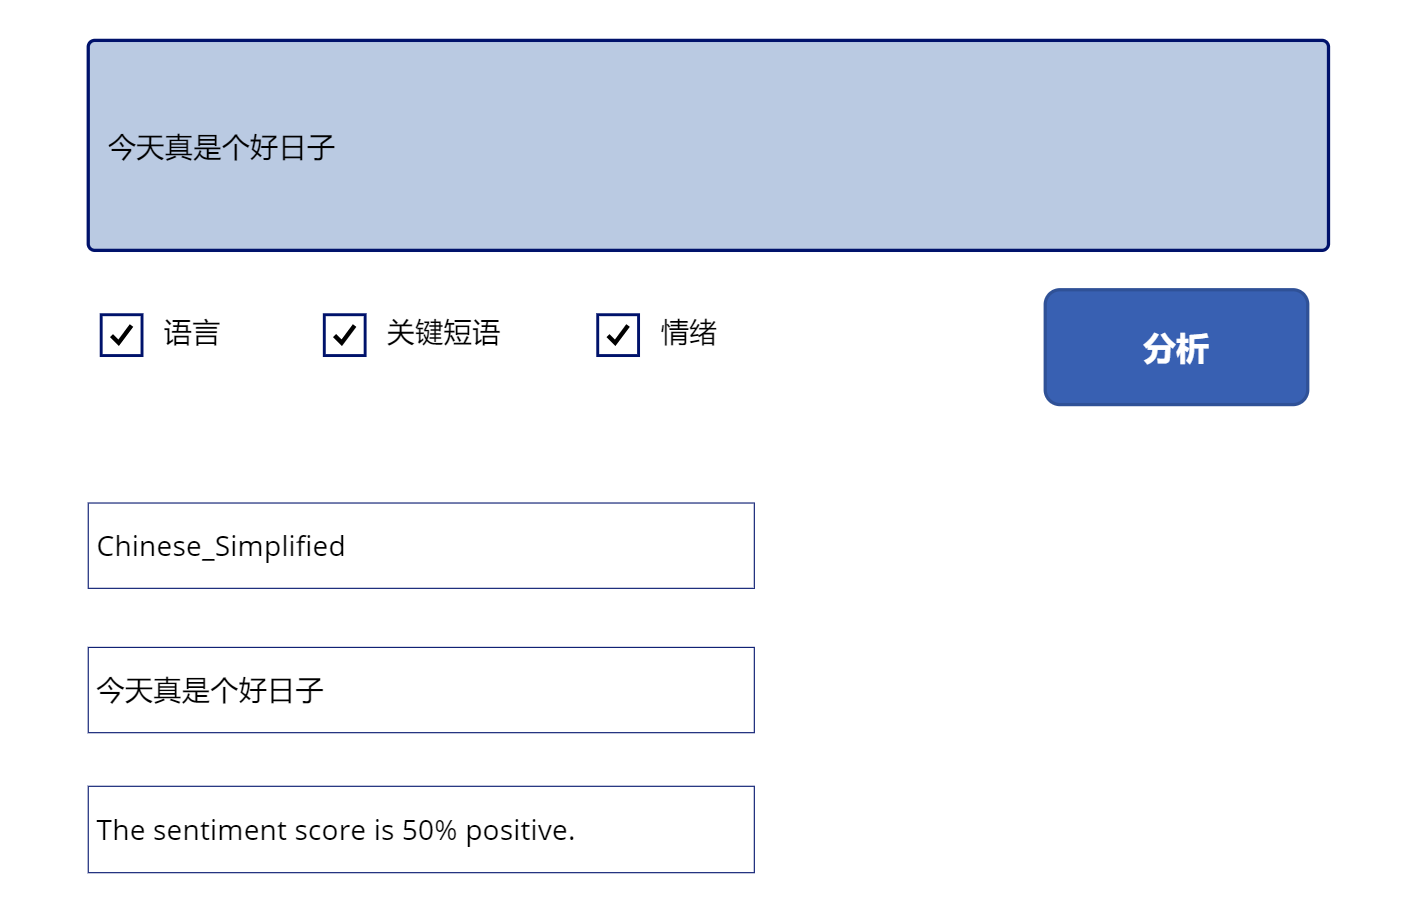 今天真是个好日子
语言
关键短语
情绪
分析
Chinese_Simplified
今天真是个好日子
The sentiment score is 50% positive.